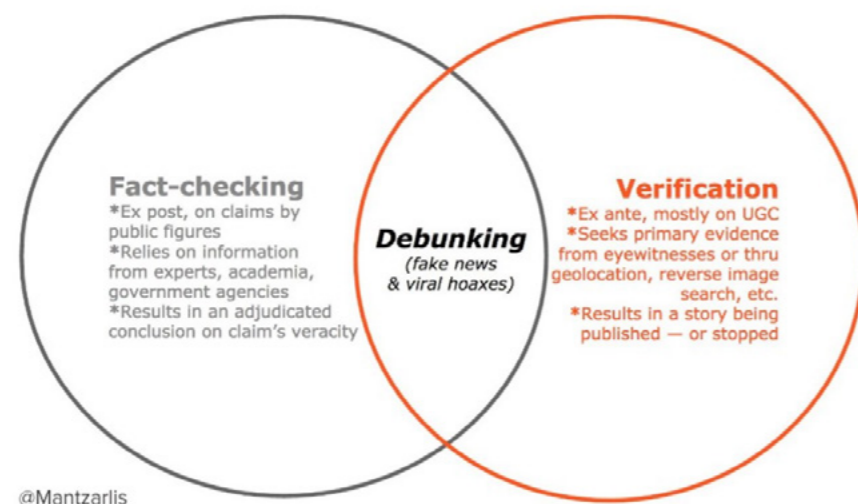 Fact-checking
*Ex post, on claims by
public figures
*Relies on information
from experts, academia,
government agencies
*Results in an adjudicated
conclusion on claim's veracity
Debunking
(fake news
& viral hoaxes)
Verification
*Ex ante, mostly on UGC
*Seeks primary evidence
from eyewitnesses or thru
geolocation, reverse image
search, etc.
*Results in a story being
published — or stopped
@Mantzarlis